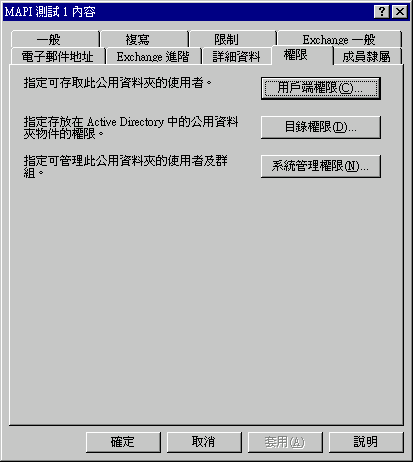 MAPI 測試 1 內容
一般 複寫 限制 Exchange 一般
電子郵件地址 Exchange 進階 詳細資料 權限 成員隸屬
指定可存取此公用資料夾的使用者。 用戶端權限(C)...
指定存放在 Active Directory 中的公用資料
夾物件的權限。 目錄權限(D)...
指定可管理此公用資料夾的使用者及群
組。 系統管理權限(N)...
確定 取消 套用(A) 說明